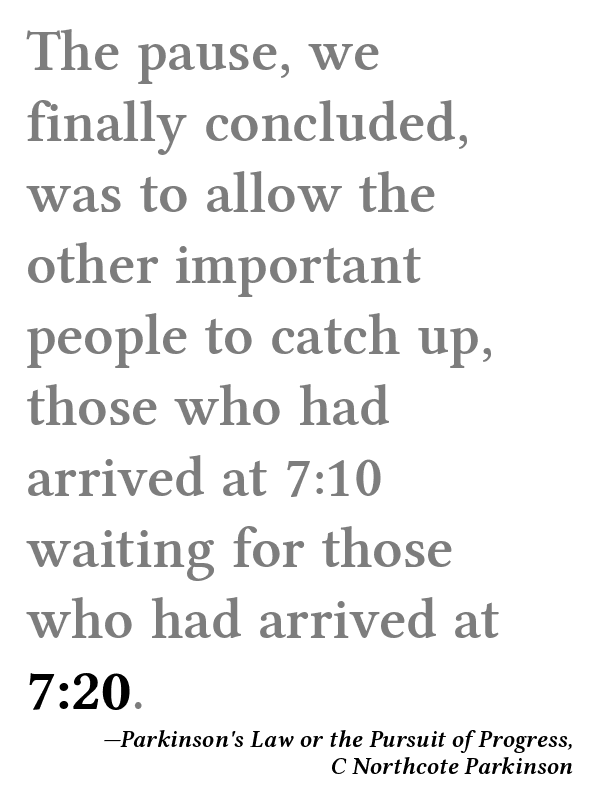 The pause, we
finally concluded,
was to allow the
other important
people to catch up,
those who had
arrived at 7:10
waiting for those
who had arrived at
7:20.
—Parkinson's Law or the Pursuit of Progress,
C Northcote Parkinson